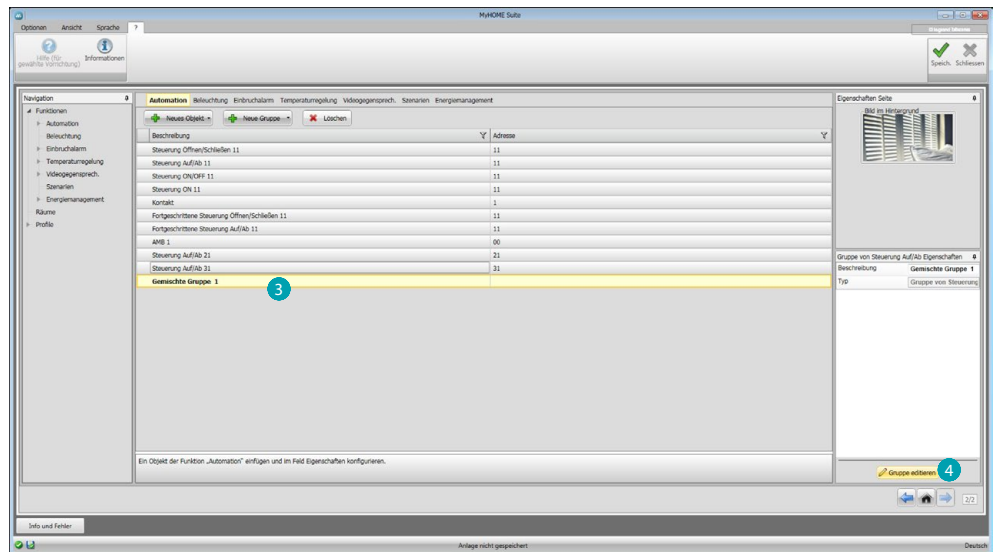 MyHOME Suite
Optionen Ansicht Sprache ?
Hilfe (für gewählte Vorrichtung)
Informationen
Speich. Schliessen
Navigation
Funktionen
Automation
Beleuchtung
Einbruchalarm
Temperaturregelung
Videogegensprech.
Szenarien
Energiemanagement
Räume
Profile
Automation Beleuchtung Einbruchalarm Temperaturregelung Videogegensprech. Szenarien Energiemanagement
Neues Objekt Neue Gruppe Löschen
Beschreibung Adresse
Steuerung Öffnen/Schließen 11 11
Steuerung Auf/Ab 11 11
Steuerung ON/OFF 11 11
Steuerung ON 11 11
Kontakt 1
Fortgeschrittene Steuerung Öffnen/Schließen 11 11
Fortgeschrittene Steuerung Auf/Ab 11 11
AMB 1 00
Steuerung Auf/Ab 21 21
Steuerung Auf/Ab 31 31
Gemischte Gruppe 1
3
Ein Objekt der Funktion „Automation" einfügen und im Feld Eigenschaften konfigurieren.
Eigenschaften Seite
Bild im Hintergrund
Gruppe von Steuerung Auf/Ab Eigenschaften
Beschreibung Gemischte Gruppe 1
Typ Gruppe von Steuerung
Gruppe editieren
4
2/2
Info und Fehler
Anlage nicht gespeichert
Deutsch